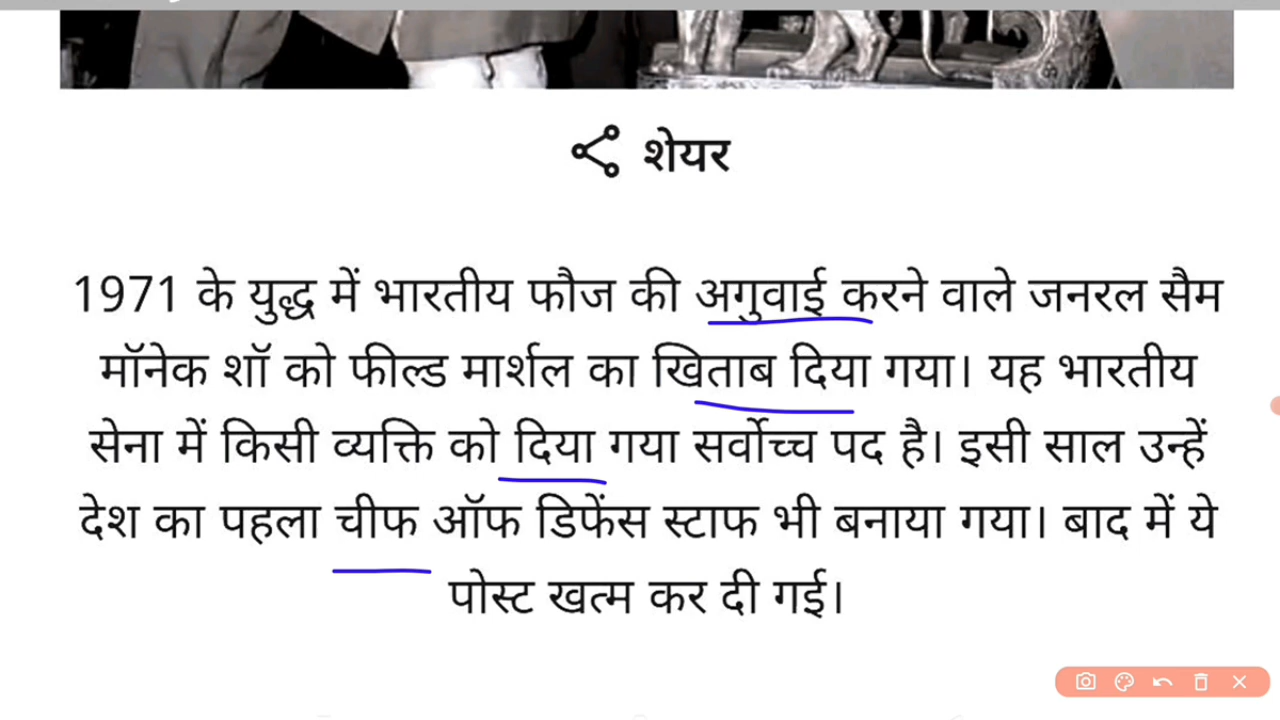 शेयर
1971 के युद्ध में भारतीय फौज की अगुवाई करने वाले जनरल सैम
मॉनेक शॉ को फील्ड मार्शल का खिताब दिया गया। यह भारतीय
सेना में किसी व्यक्ति को दिया गया सर्वोच्च पद है। इसी साल उन्हें
देश का पहला चीफ ऑफ डिफेंस स्टाफ भी बनाया गया। बाद में ये
पोस्ट खत्म कर दी गई।